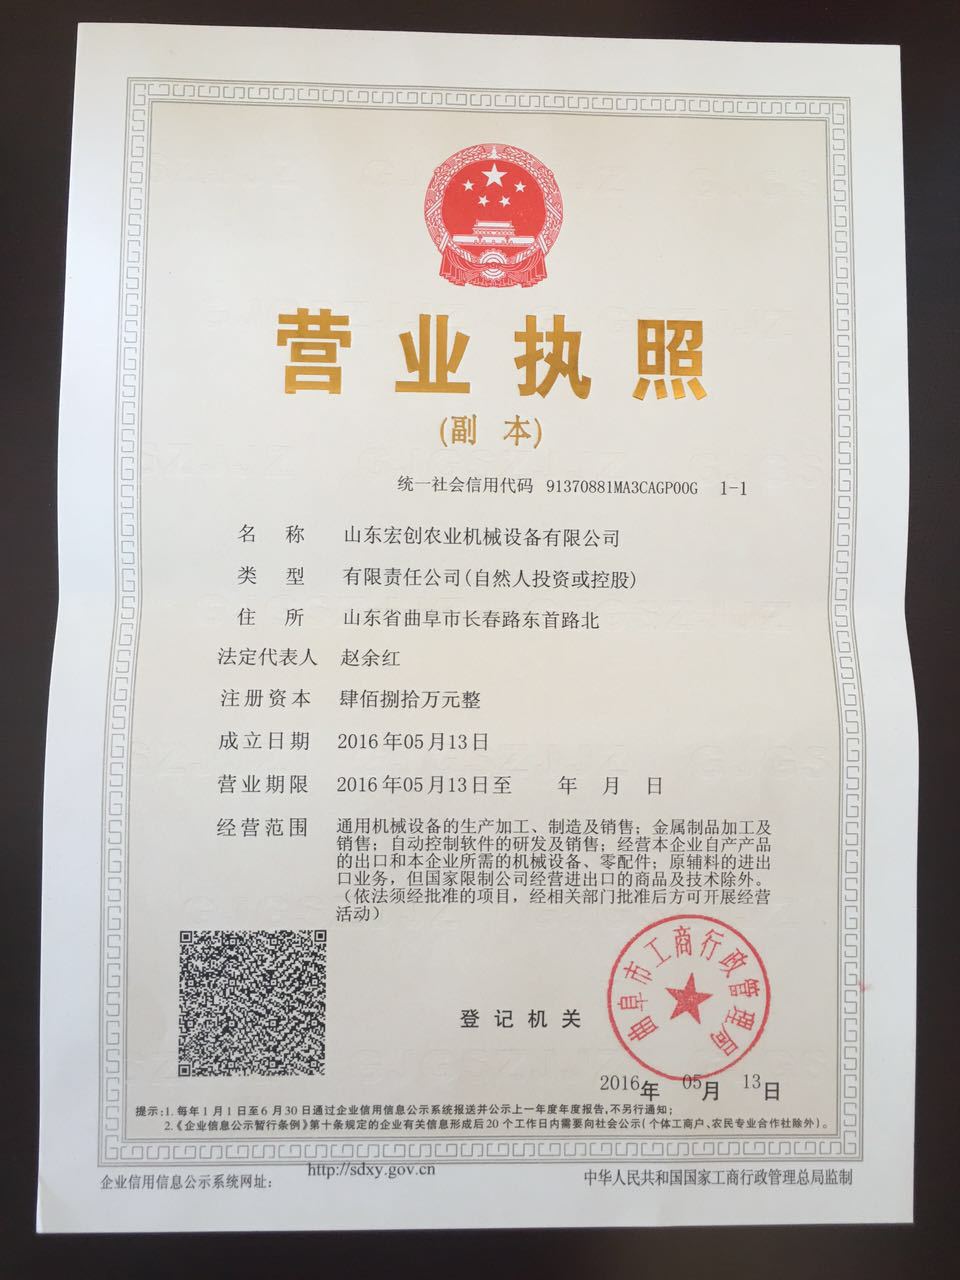 营业执照
(副 本)
统一社会信用代码 91370881MA3CAGP00G 1-1
名 称 山东宏创农业机械设备有限公司
类 型 有限责任公司(自然人投资或控股)
住 所 山东省曲阜市长春路东首路北
法定代表人 赵余红
注册资本 肆佰捌拾万元整
成立日期 2016年05月13日
营业期限 2016年05月13日至 年 月 日
经营范围 通用机械设备的生产加工、制造及销售；金属制品加工及
销售；自动控制软件的研发及销售；经营本企业自产产品
的出口和本企业所需的机械设备、零配件；原辅料的进出
口业务，但国家限制公司经营进出口的商品及技术除外。
（依法须经批准的项目，经相关部门批准后方可开展经营
活动）
曲阜市工商行政管理局
登记机关
2016年 05月 13日
提示：1. 每年1月1日至6月30日通过企业信用信息公示系统报送并公示上一年度年度报告，不另行通知；
2.《企业信息公示暂行条例》第十条规定的企业有关信息形成后20个工作日内需要向社会公示（个体工商户、农民专业合作社除外）。
企业信用信息公示系统网址： http://sdxy.gov.cn
中华人民共和国国家工商行政管理总局监制